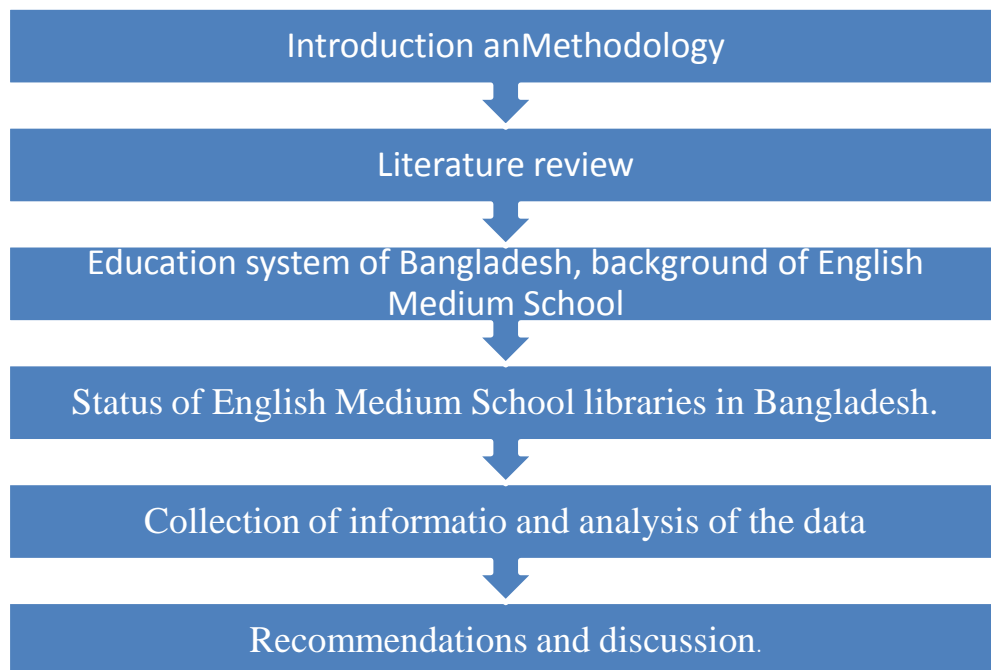 Introduction anMethodology
Literature review
Education system of Bangladesh, background of English
Medium School
Status of English Medium School libraries in Bangladesh.
Collection of informatio and analysis of the data
Recommendations and discussion.